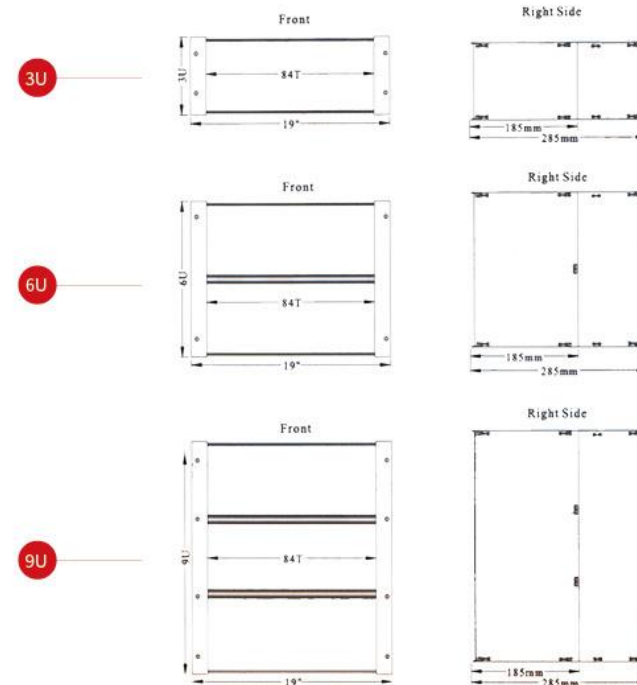 Front
Right Side
3U
3U
84T
19"
185mm
285mm
Front
Right Side
6U
6U
84T
19"
185mm
285mm
Front
Right Side
9U
9U
84T
19"
185mm
285mm